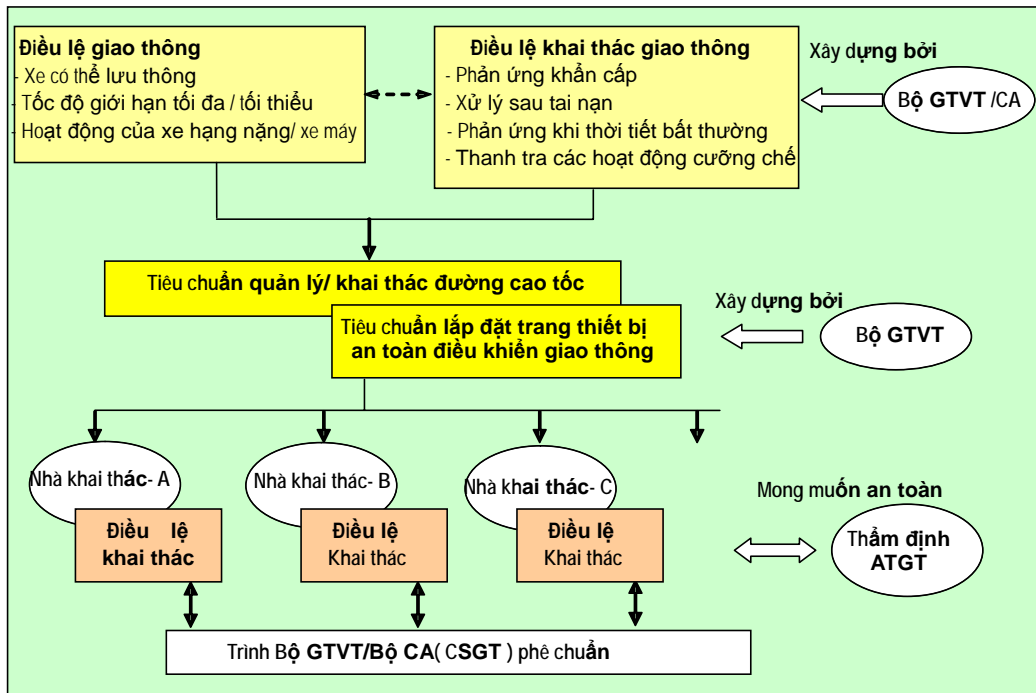 Điều lệ giao thông
- Xe có thể lưu thông
- Tốc độ giới hạn tối đa / tối thiểu
- Hoạt động của xe hạng nặng/ xe máy
Điều lệ khai thác giao thông
- Phản ứng khẩn cấp
- Xử lý sau tai nạn
- Phản ứng khi thời tiết bất thường
- Thanh tra các hoạt động cưỡng chế
Xây dựng bởi
Bộ GTVT /CA
Tiêu chuẩn quản lý/ khai thác đường cao tốc
Tiêu chuẩn lắp đặt trang thiết bị
an toàn điều khiển giao thông
Xây dựng bởi
Bộ GTVT
Nhà khai thác- A
Nhà khai thác- B
Nhà khai thác- C
Điều lệ
khai thác
Điều lệ
Khai thác
Điều lệ
Khai thác
Mong muốn an toàn
Thẩm định
ATGT
Trình Bộ GTVT/Bộ CA( CSGT ) phê chuẩn